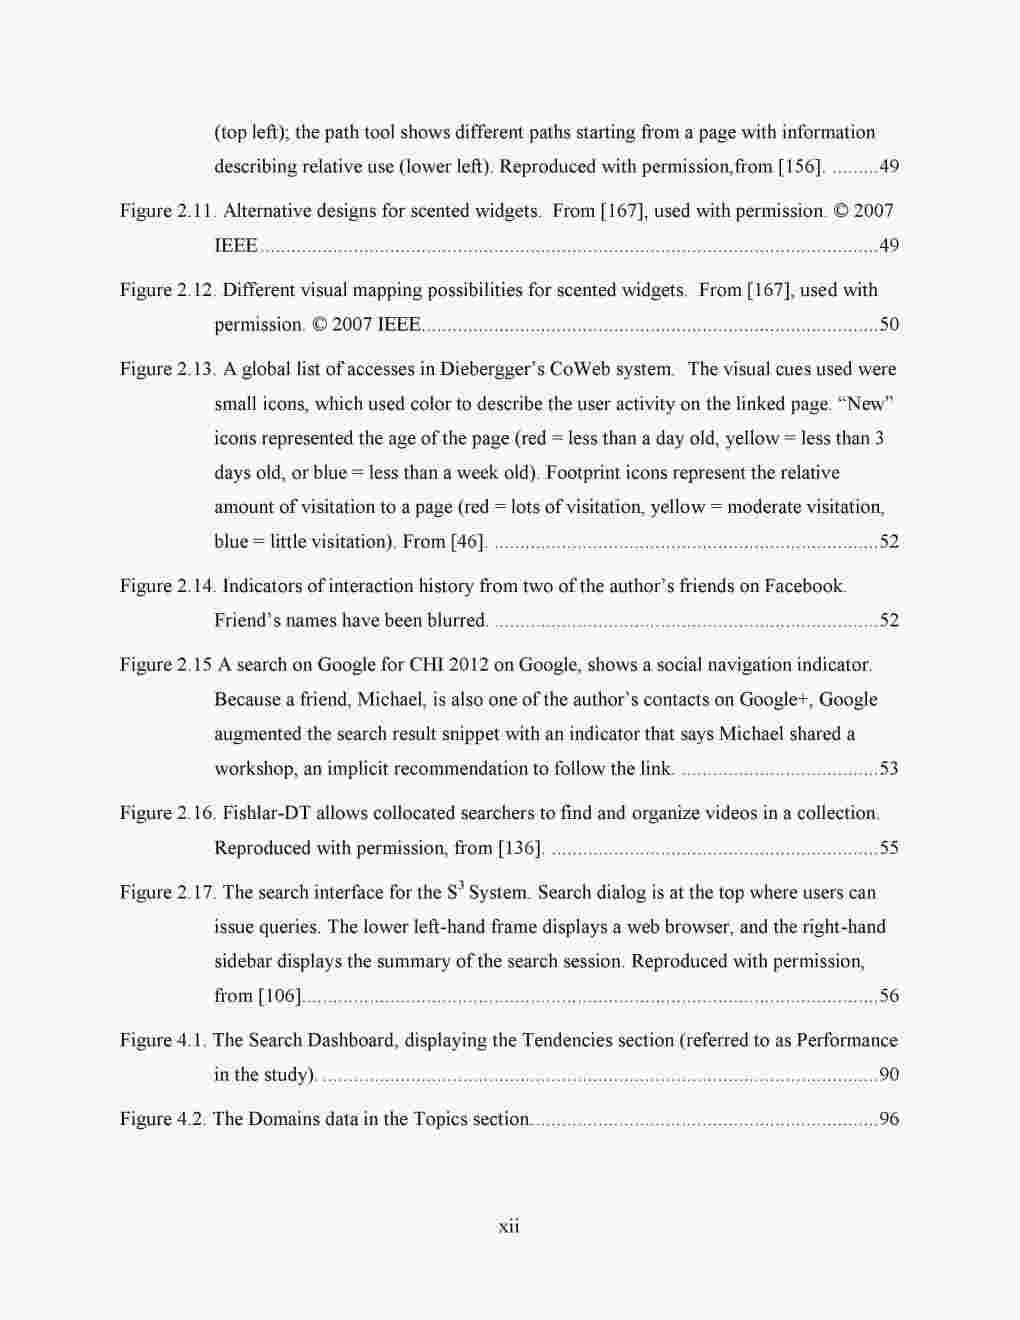 (top left); the path tool shows different paths starting from a page with information
describing relative use (lower left). Reproduced with permission,from [156]. .........49
Figure 2.11. Alternative designs for scented widgets.  From [167], used with permission. © 2007
IEEE.......................................................................................................................49
Figure 2.12. Different visual mapping possibilities for scented widgets.  From [167], used with
permission. © 2007 IEEE........................................................................................50
Figure 2.13. A global list of accesses in Diebergger’s CoWeb system.  The visual cues used were
small icons, which used color to describe the user activity on the linked page. “New”
icons represented the age of the page (red = less than a day old, yellow = less than 3
days old, or blue = less than a week old). Footprint icons represent the relative
amount of visitation to a page (red = lots of visitation, yellow = moderate visitation,
blue = little visitation). From [46]. ..........................................................................52
Figure 2.14. Indicators of interaction history from two of the author’s friends on Facebook.
Friend’s names have been blurred. ..........................................................................52
Figure 2.15 A search on Google for CHI 2012 on Google, shows a social navigation indicator.
Because a friend, Michael, is also one of the author’s contacts on Google+, Google
augmented the search result snippet with an indicator that says Michael shared a
workshop, an implicit recommendation to follow the link. ......................................53
Figure 2.16. Fishlar-DT allows collocated searchers to find and organize videos in a collection.
Reproduced with permission, from [136]. ...............................................................55
Figure 2.17. The search interface for the S³ System. Search dialog is at the top where users can
issue queries. The lower left-hand frame displays a web browser, and the right-hand
sidebar displays the summary of the search session. Reproduced with permission,
from [106]...............................................................................................................56
Figure 4.1. The Search Dashboard, displaying the Tendencies section (referred to as Performance
in the study). ...........................................................................................................90
Figure 4.2. The Domains data in the Topics section...................................................................96
xii